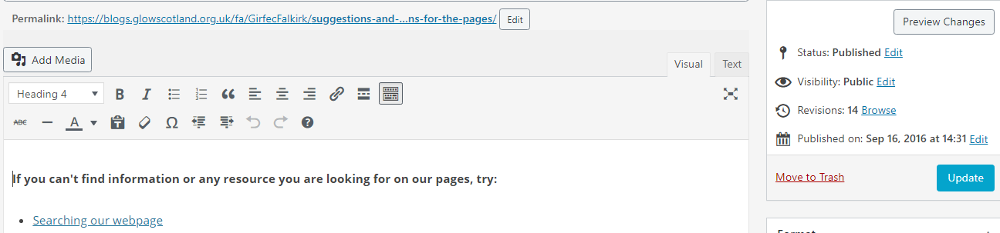 Permalink: https://blogs.glowscotland.org.uk/fa/GirfecFalkirk/suggestions-and-...ns-for-the-pages/ Edit
Add Media
Visual Text
Heading 4 B I
ABC A Ω ?
If you can't find information or any resource you are looking for on our pages, try:
• Searching our webpage
Preview Changes
Status: Published Edit
Visibility: Public Edit
Revisions: 14 Browse
Published on: Sep 16, 2016 at 14:31 Edit
Move to Trash Update